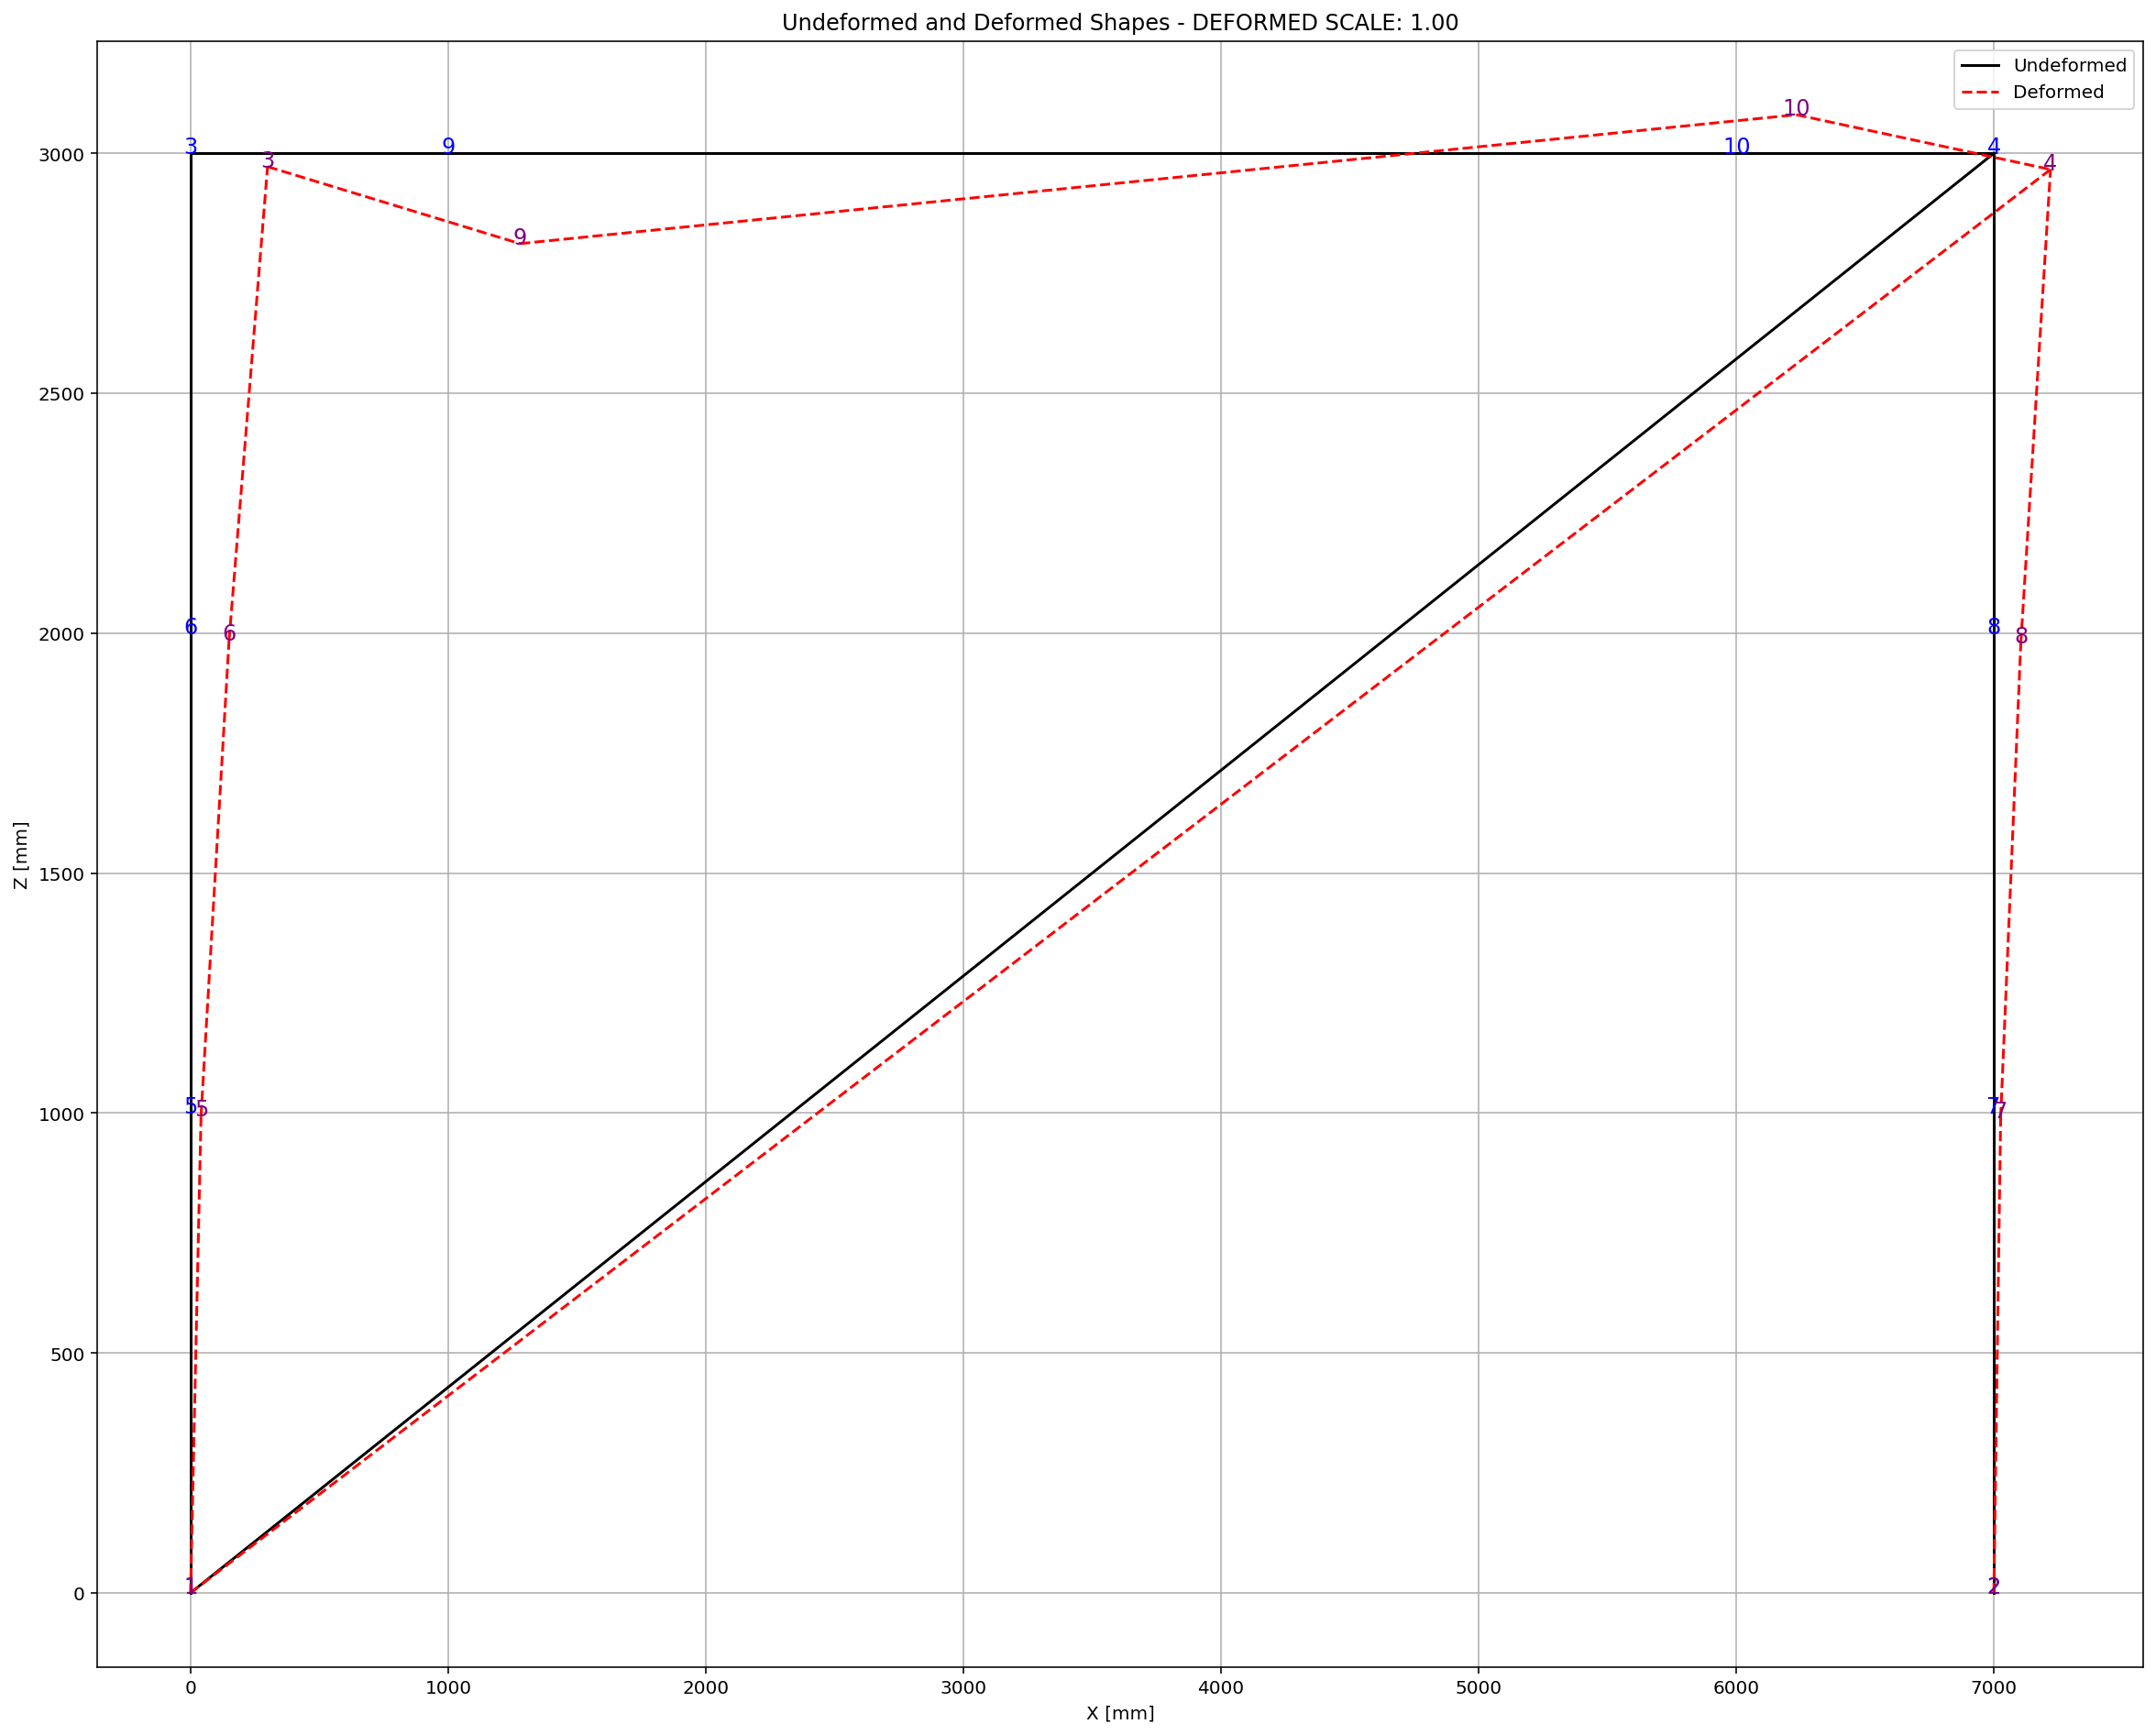 Undeformed and Deformed Shapes - DEFORMED SCALE: 1.00
Undeformed
Deformed
10
3 9 10 4
3 4
9
3000
2500
6 6 8 8
2000
1500
Z [mm]
5 5 7 7
1000
500
1 2
0
0 1000 2000 3000 4000 5000 6000 7000
X [mm]